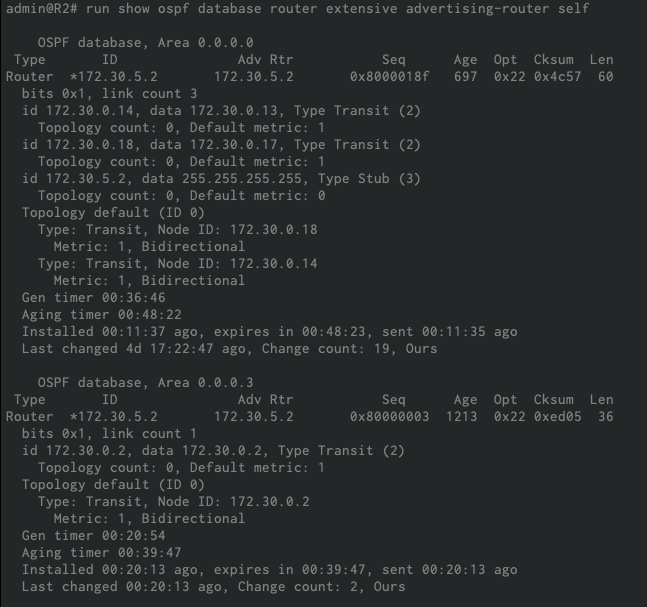 admin@R2# run show ospf database router extensive advertising-router self
OSPF database, Area 0.0.0.0
Type       ID               Adv Rtr           Seq      Age  Opt  Cksum  Len
Router  *172.30.5.2       172.30.5.2       0x8000018f   697  0x22 0x4c57  60
bits 0x1, link count 3
id 172.30.0.14, data 172.30.0.13, Type Transit (2)
Topology count: 0, Default metric: 1
id 172.30.0.18, data 172.30.0.17, Type Transit (2)
Topology count: 0, Default metric: 1
id 172.30.5.2, data 255.255.255.255, Type Stub (3)
Topology count: 0, Default metric: 0
Topology default (ID 0)
Type: Transit, Node ID: 172.30.0.18
Metric: 1, Bidirectional
Type: Transit, Node ID: 172.30.0.14
Metric: 1, Bidirectional
Gen timer 00:36:46
Aging timer 00:48:22
Installed 00:11:37 ago, expires in 00:48:23, sent 00:11:35 ago
Last changed 4d 17:22:47 ago, Change count: 19, Ours
OSPF database, Area 0.0.0.3
Type       ID               Adv Rtr           Seq      Age  Opt  Cksum  Len
Router  *172.30.5.2       172.30.5.2       0x80000003  1213  0x22 0xed05  36
bits 0x1, link count 1
id 172.30.0.2, data 172.30.0.2, Type Transit (2)
Topology count: 0, Default metric: 1
Topology default (ID 0)
Type: Transit, Node ID: 172.30.0.2
Metric: 1, Bidirectional
Gen timer 00:20:54
Aging timer 00:39:47
Installed 00:20:13 ago, expires in 00:39:47, sent 00:20:13 ago
Last changed 00:20:13 ago, Change count: 2, Ours